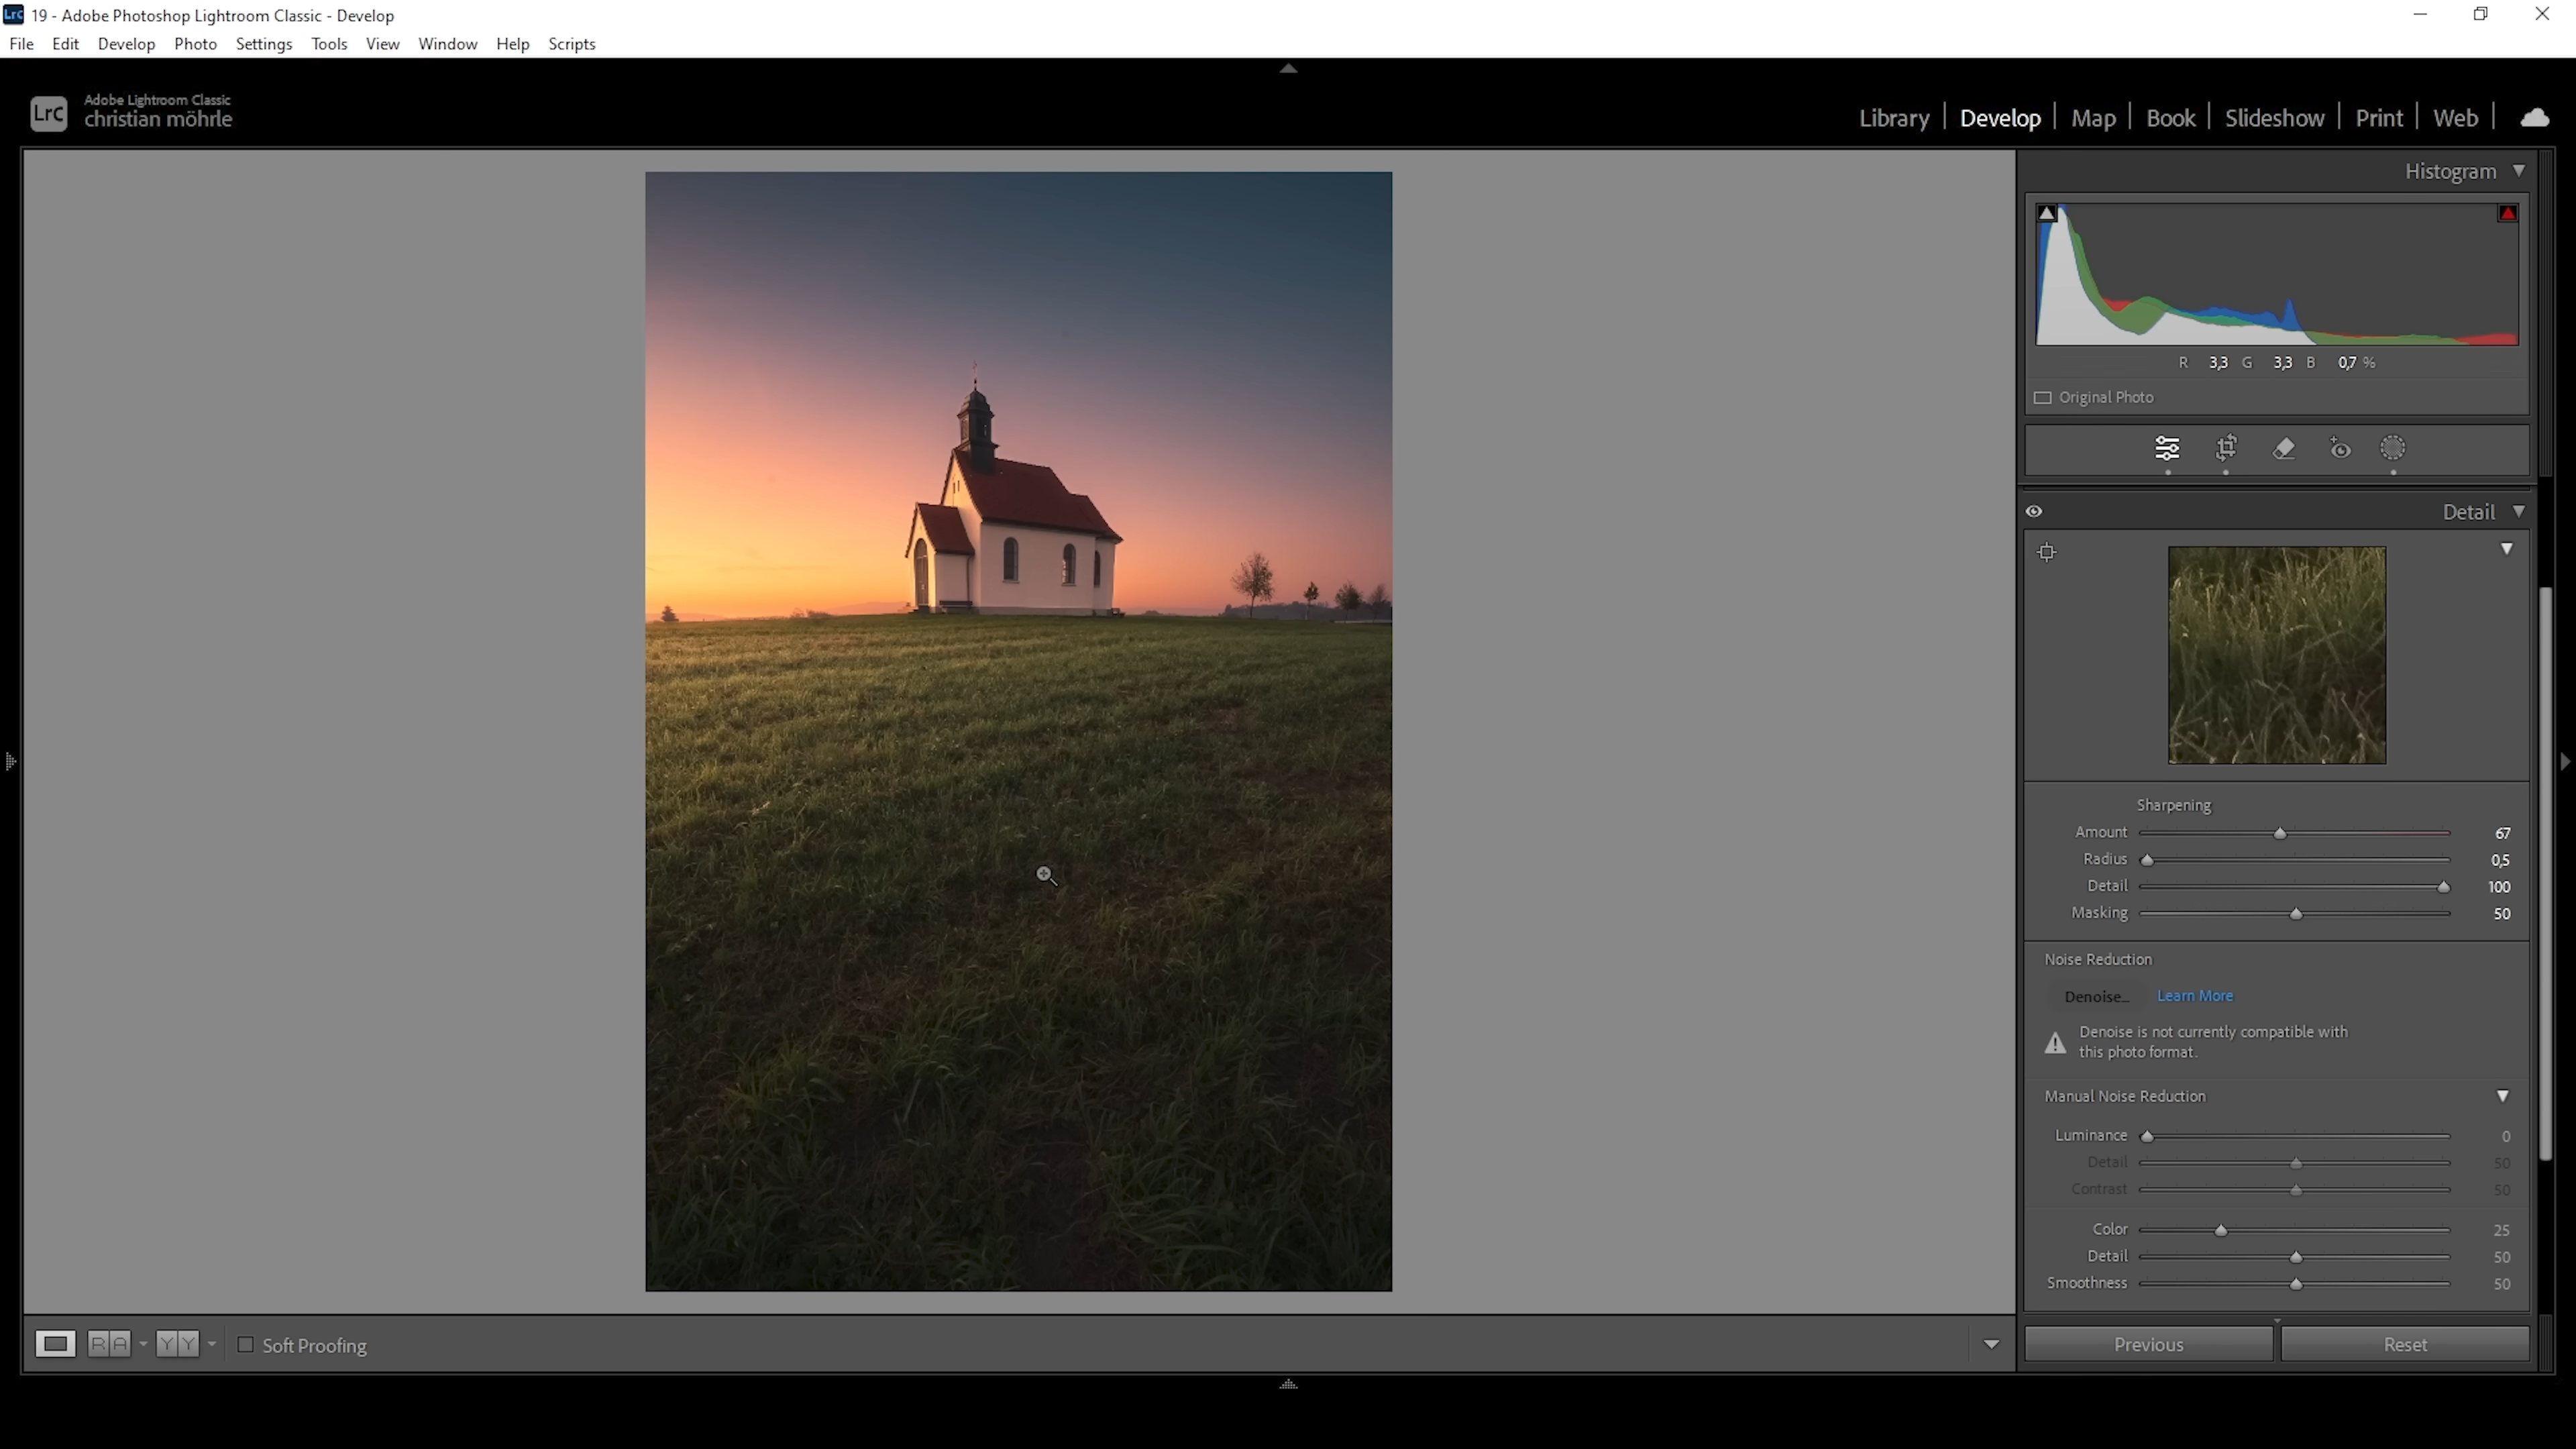 Lrc 19 - Adobe Photoshop Lightroom Classic - Develop
File Edit Develop Photo Settings Tools View Window Help Scripts
Lrc Adobe Lightroom Classic
christian möhrle
Library Develop Map Book Slideshow Print Web
Histogram
R 3,3 G 3,3 B 0,7 %
Original Photo
Detail
Sharpening
Amount 67
Radius 0,5
Detail 100
Masking 50
Noise Reduction
Denoise... Learn More
Denoise is not currently compatible with
this photo format.
Manual Noise Reduction
Luminance 0
Detail 50
Contrast 50
Color 25
Detail 50
Smoothness 50
R A Y Y Soft Proofing
Previous Reset